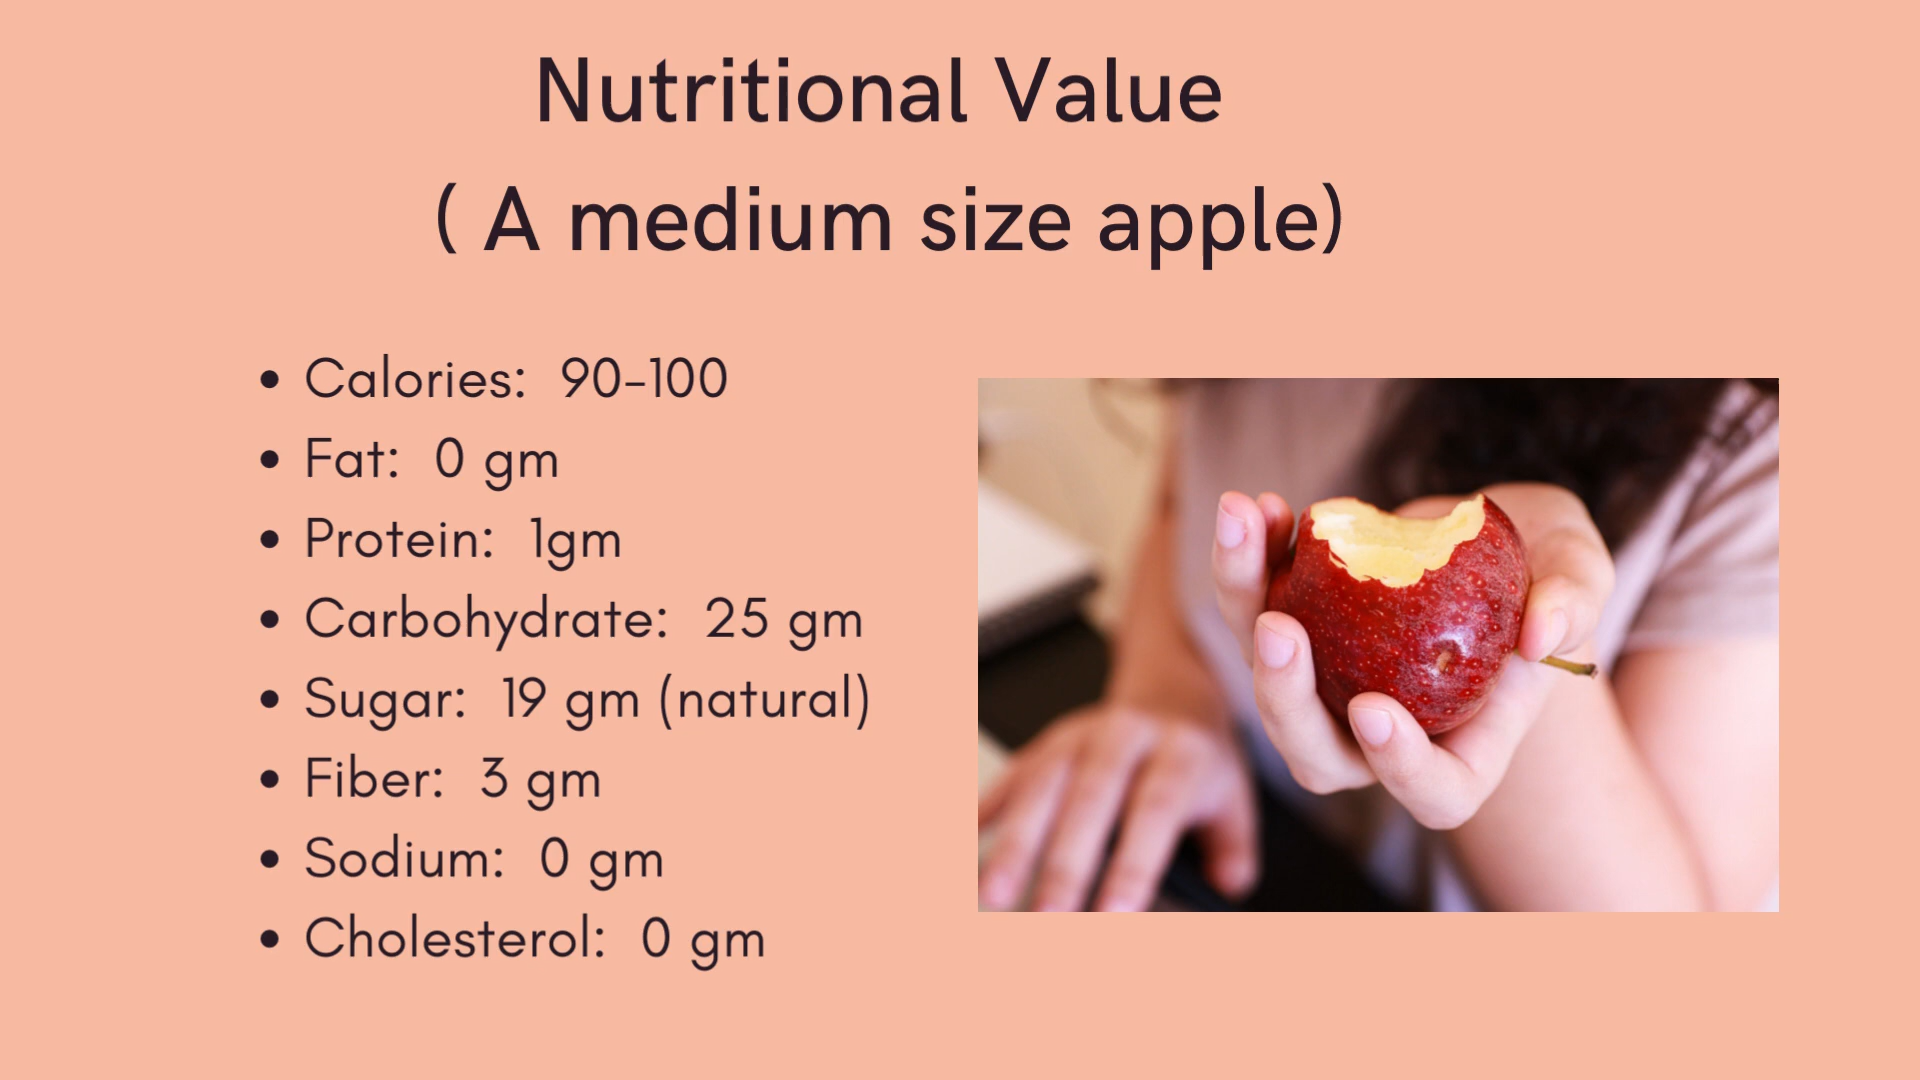 Nutritional Value
( A medium size apple)
• Calories: 90-100
• Fat: 0 gm
• Protein: 1gm
• Carbohydrate: 25 gm
• Sugar: 19 gm (natural)
• Fiber: 3 gm
• Sodium: 0 gm
• Cholesterol: 0 gm